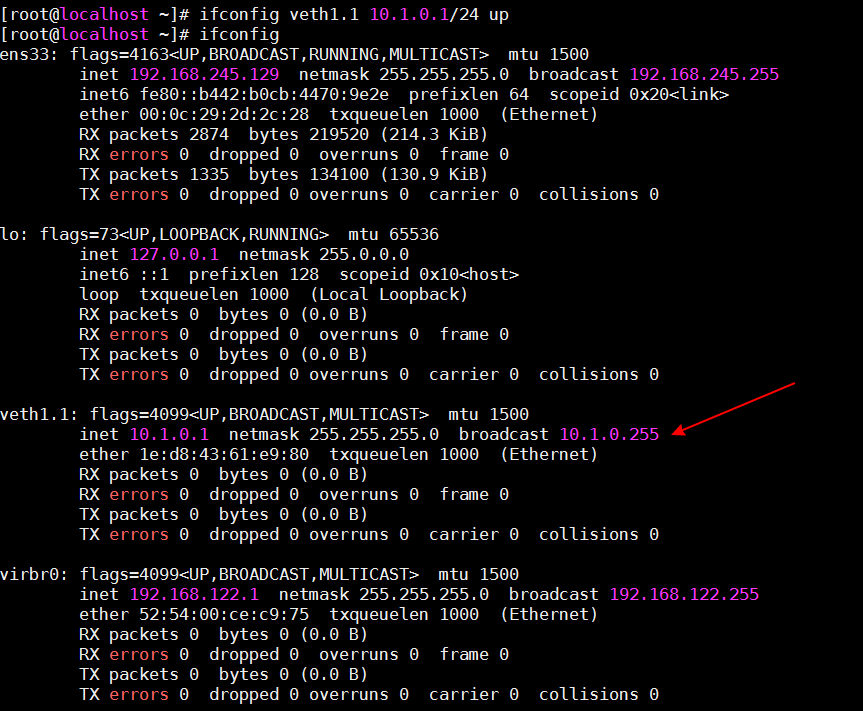 [root@localhost ~]# ifconfig veth1.1 10.1.0.1/24 up
[root@localhost ~]# ifconfig
ens33: flags=4163<UP,BROADCAST,RUNNING,MULTICAST>  mtu 1500
        inet 192.168.245.129  netmask 255.255.255.0  broadcast 192.168.245.255
        inet6 fe80::b442:b0cb:4470:9e2e  prefixlen 64  scopeid 0x20<link>
        ether 00:0c:29:2d:2c:28  txqueuelen 1000  (Ethernet)
        RX packets 2874  bytes 219520 (214.3 KiB)
        RX errors 0  dropped 0  overruns 0  frame 0
        TX packets 1335  bytes 134100 (130.9 KiB)
        TX errors 0  dropped 0 overruns 0  carrier 0  collisions 0

lo: flags=73<UP,LOOPBACK,RUNNING>  mtu 65536
        inet 127.0.0.1  netmask 255.0.0.0
        inet6 ::1  prefixlen 128  scopeid 0x10<host>
        loop  txqueuelen 1000  (Local Loopback)
        RX packets 0  bytes 0 (0.0 B)
        RX errors 0  dropped 0  overruns 0  frame 0
        TX packets 0  bytes 0 (0.0 B)
        TX errors 0  dropped 0 overruns 0  carrier 0  collisions 0

veth1.1: flags=4099<UP,BROADCAST,MULTICAST>  mtu 1500
        inet 10.1.0.1  netmask 255.255.255.0  broadcast 10.1.0.255
        ether 1e:d8:43:61:e9:80  txqueuelen 1000  (Ethernet)
        RX packets 0  bytes 0 (0.0 B)
        RX errors 0  dropped 0  overruns 0  frame 0
        TX packets 0  bytes 0 (0.0 B)
        TX errors 0  dropped 0 overruns 0  carrier 0  collisions 0

virbr0: flags=4099<UP,BROADCAST,MULTICAST>  mtu 1500
        inet 192.168.122.1  netmask 255.255.255.0  broadcast 192.168.122.255
        ether 52:54:00:ce:c9:75  txqueuelen 1000  (Ethernet)
        RX packets 0  bytes 0 (0.0 B)
        RX errors 0  dropped 0  overruns 0  frame 0
        TX packets 0  bytes 0 (0.0 B)
        TX errors 0  dropped 0 overruns 0  carrier 0  collisions 0